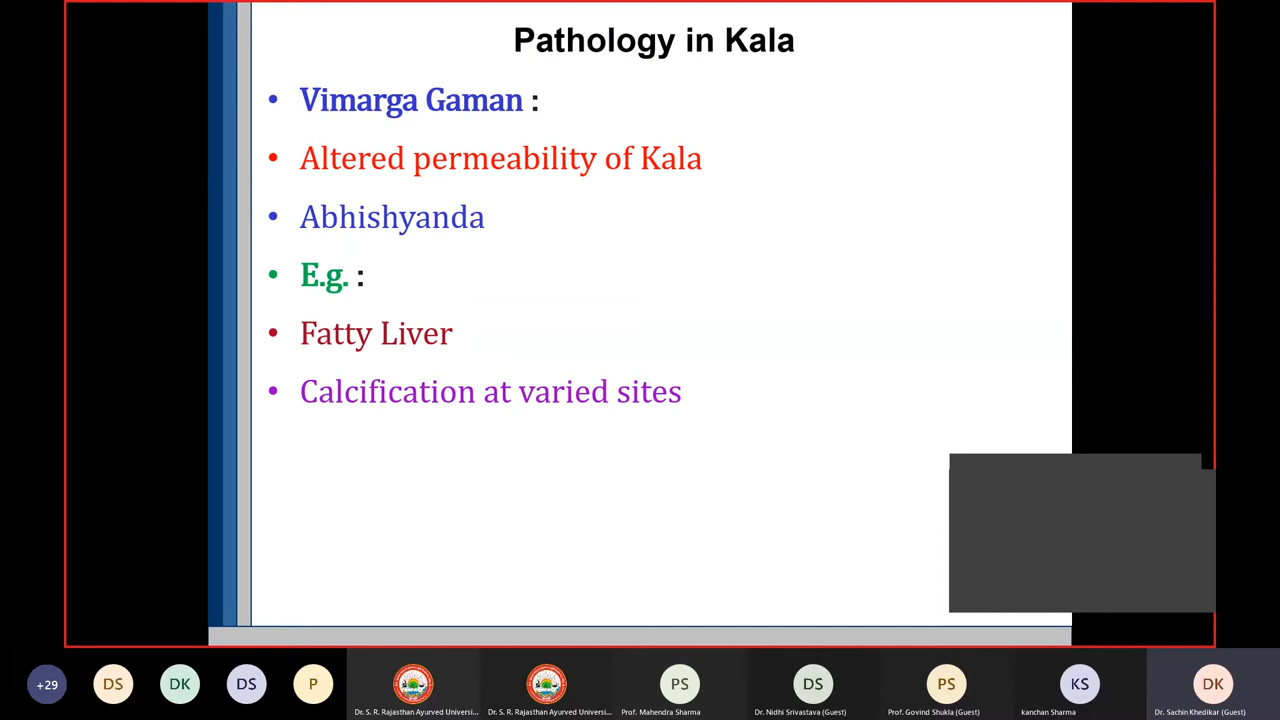 Pathology in Kala
• Vimarga Gaman :
• Altered permeability of Kala
• Abhishyanda
• E.g. :
• Fatty Liver
• Calcification at varied sites
+29
DS
DK
DS
P
PS
DS
PS
KS
DK
Dr. S. R. Rajasthan Ayurved Universi...
Dr. S. R. Rajasthan Ayurved Universi...
Prof. Mahendra Sharma
Dr. Nidhi Srivastava (Guest)
Prof. Govind Shukla (Guest)
kanchan Sharma
Dr. Sachin Khedikar (Guest)